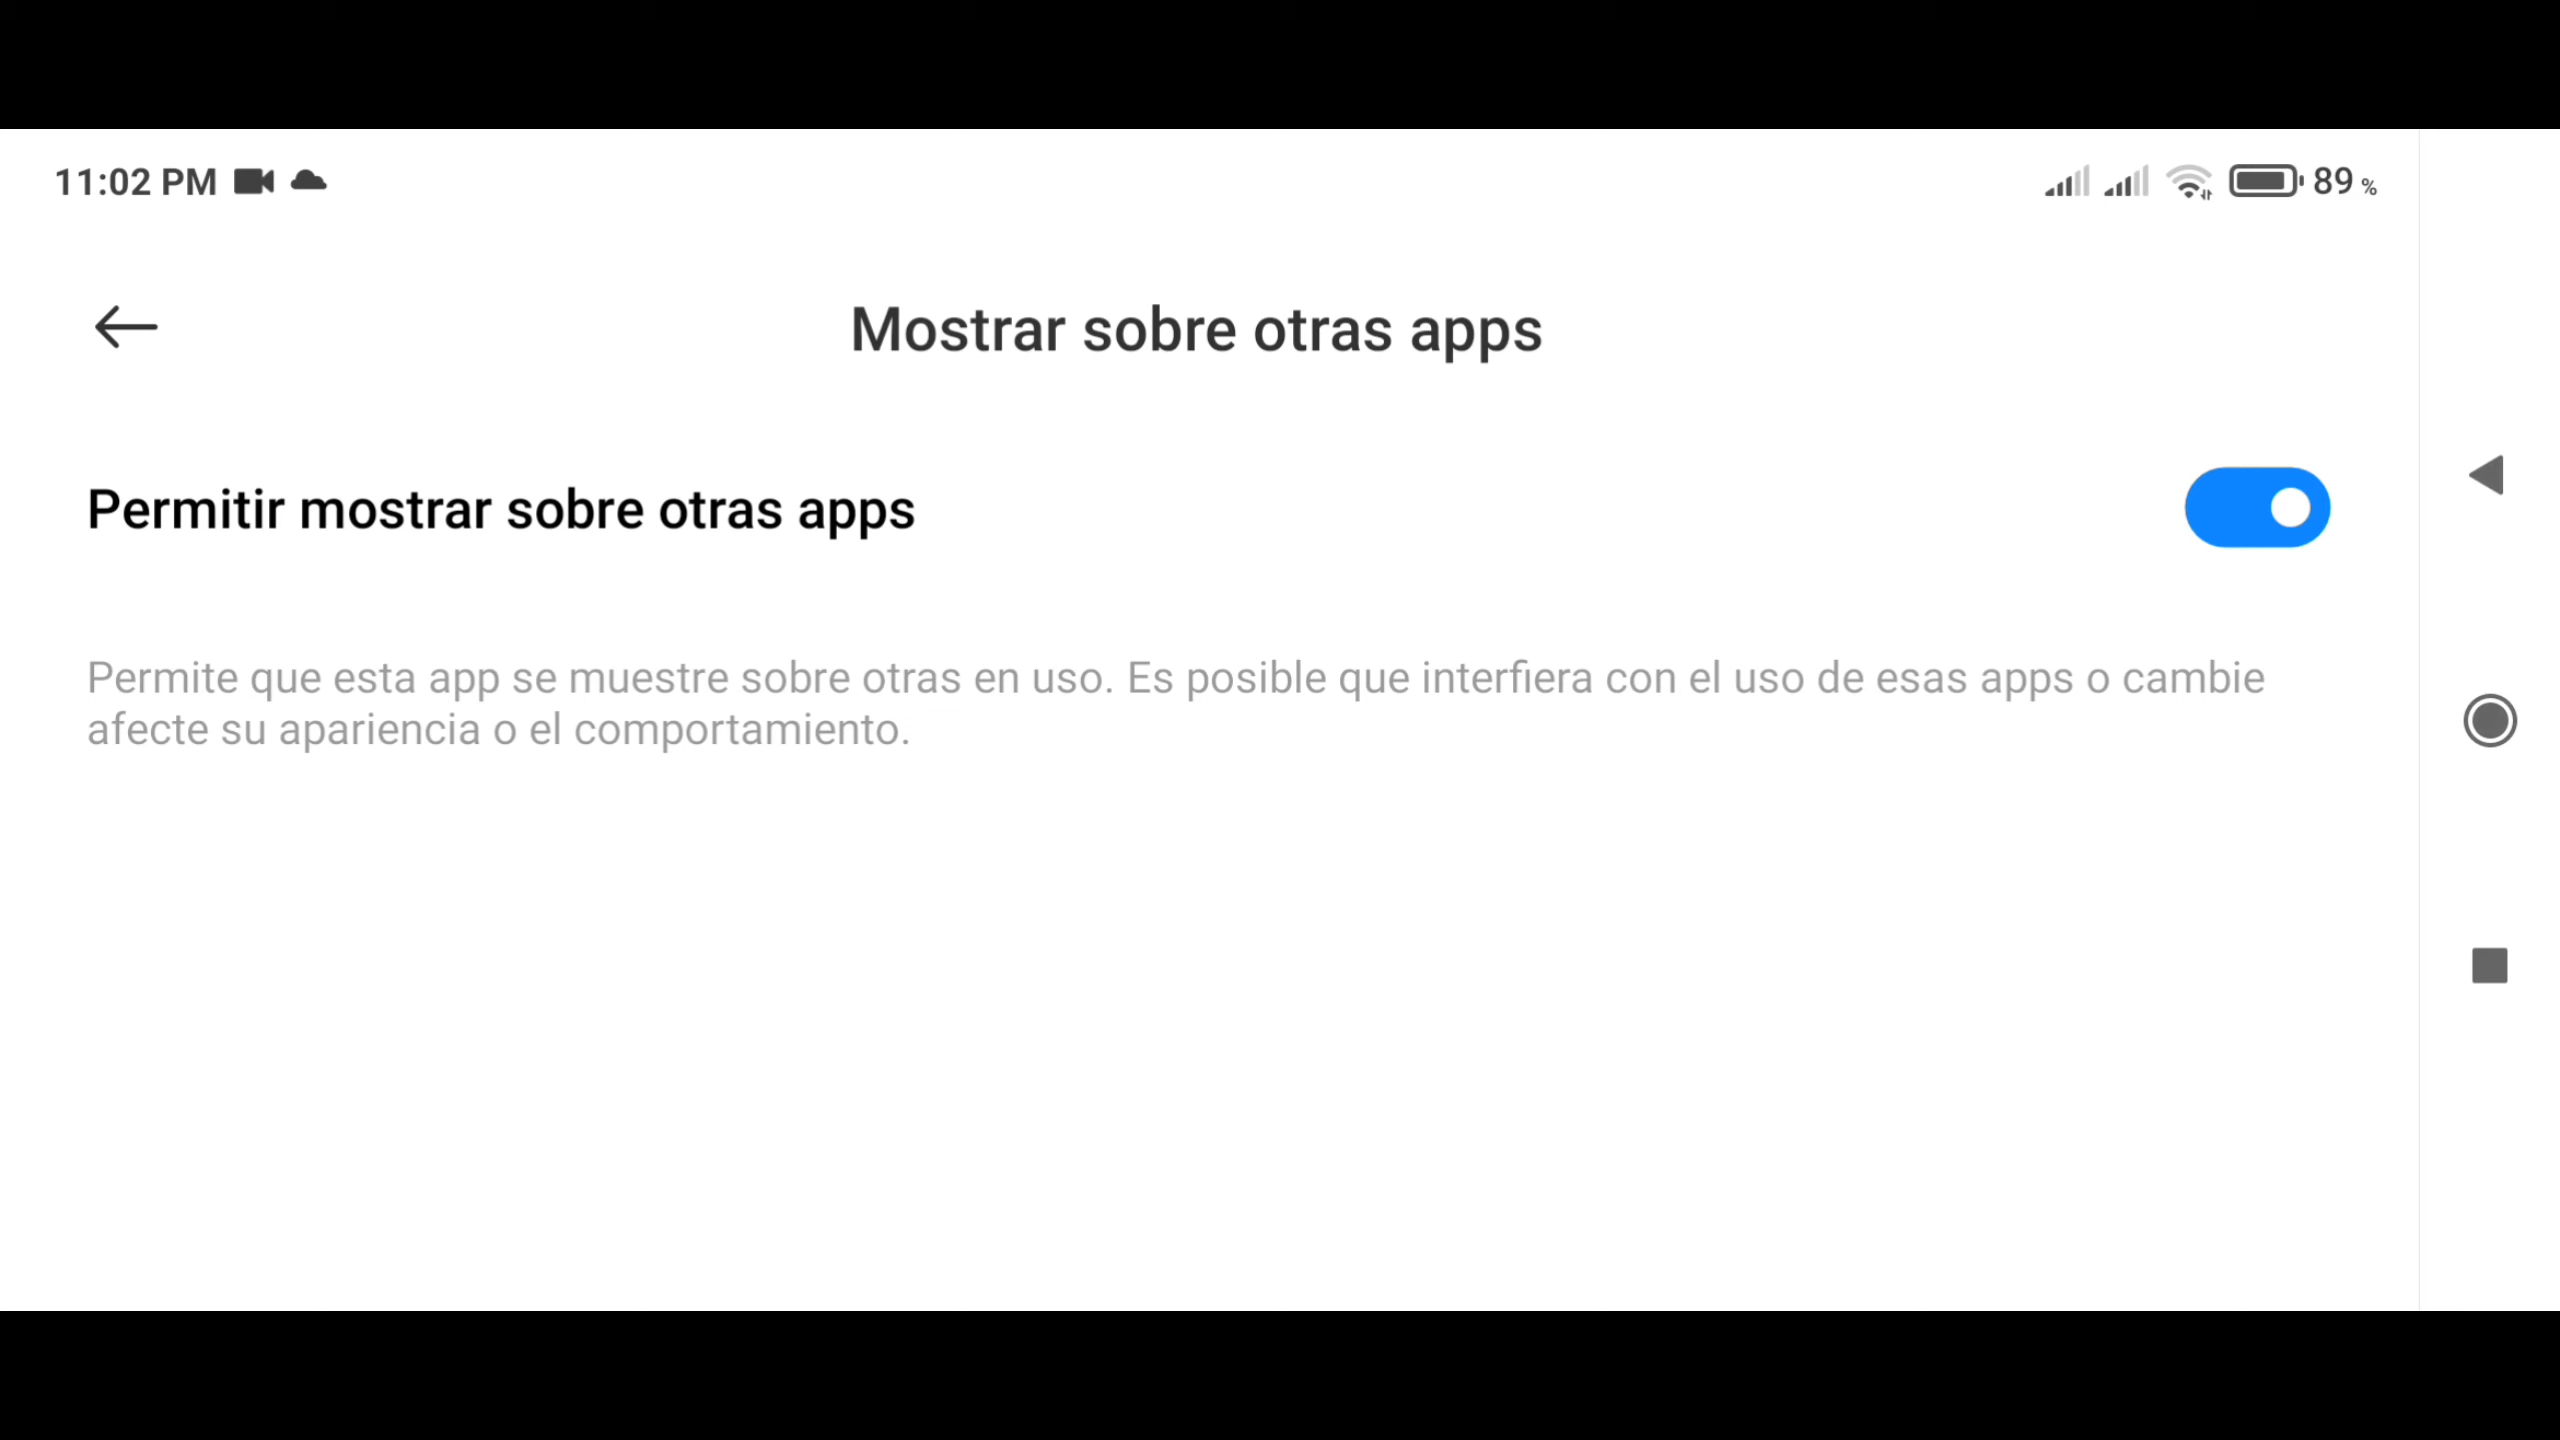 11:02 PM
89 %
Mostrar sobre otras apps
Permitir mostrar sobre otras apps
Permite que esta app se muestre sobre otras en uso. Es posible que interfiera con el uso de esas apps o cambie
afecte su apariencia o el comportamiento.